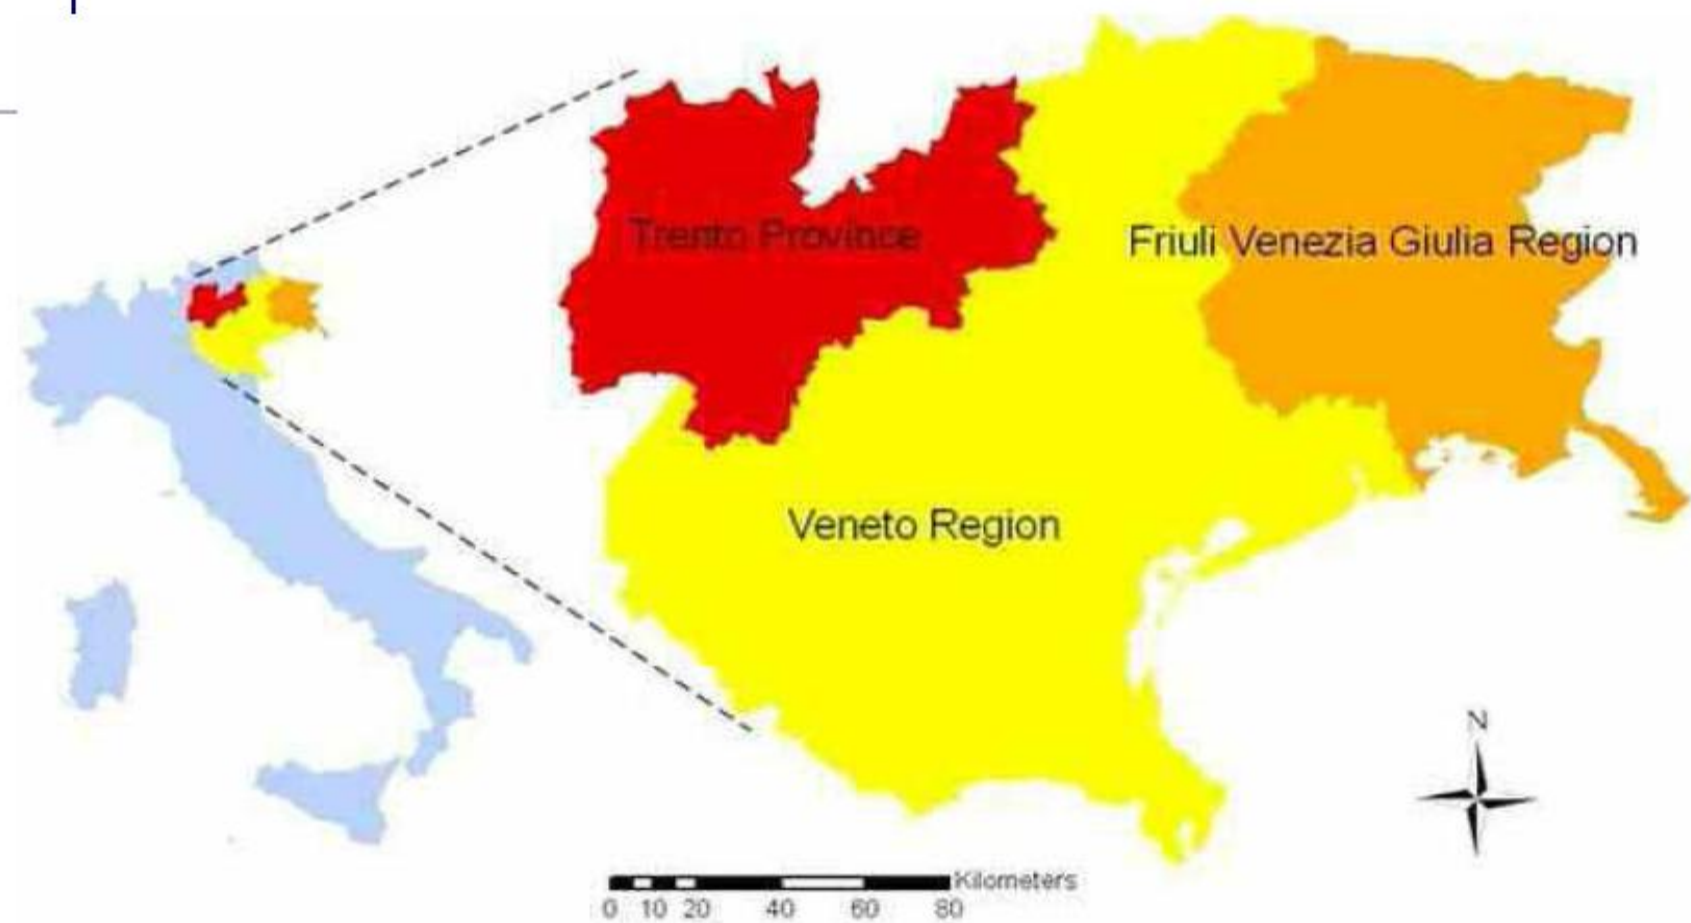 Trento Province
Friuli Venezia Giulia Region
Veneto Region
N
Kilometers
0 10 20 40 60 80